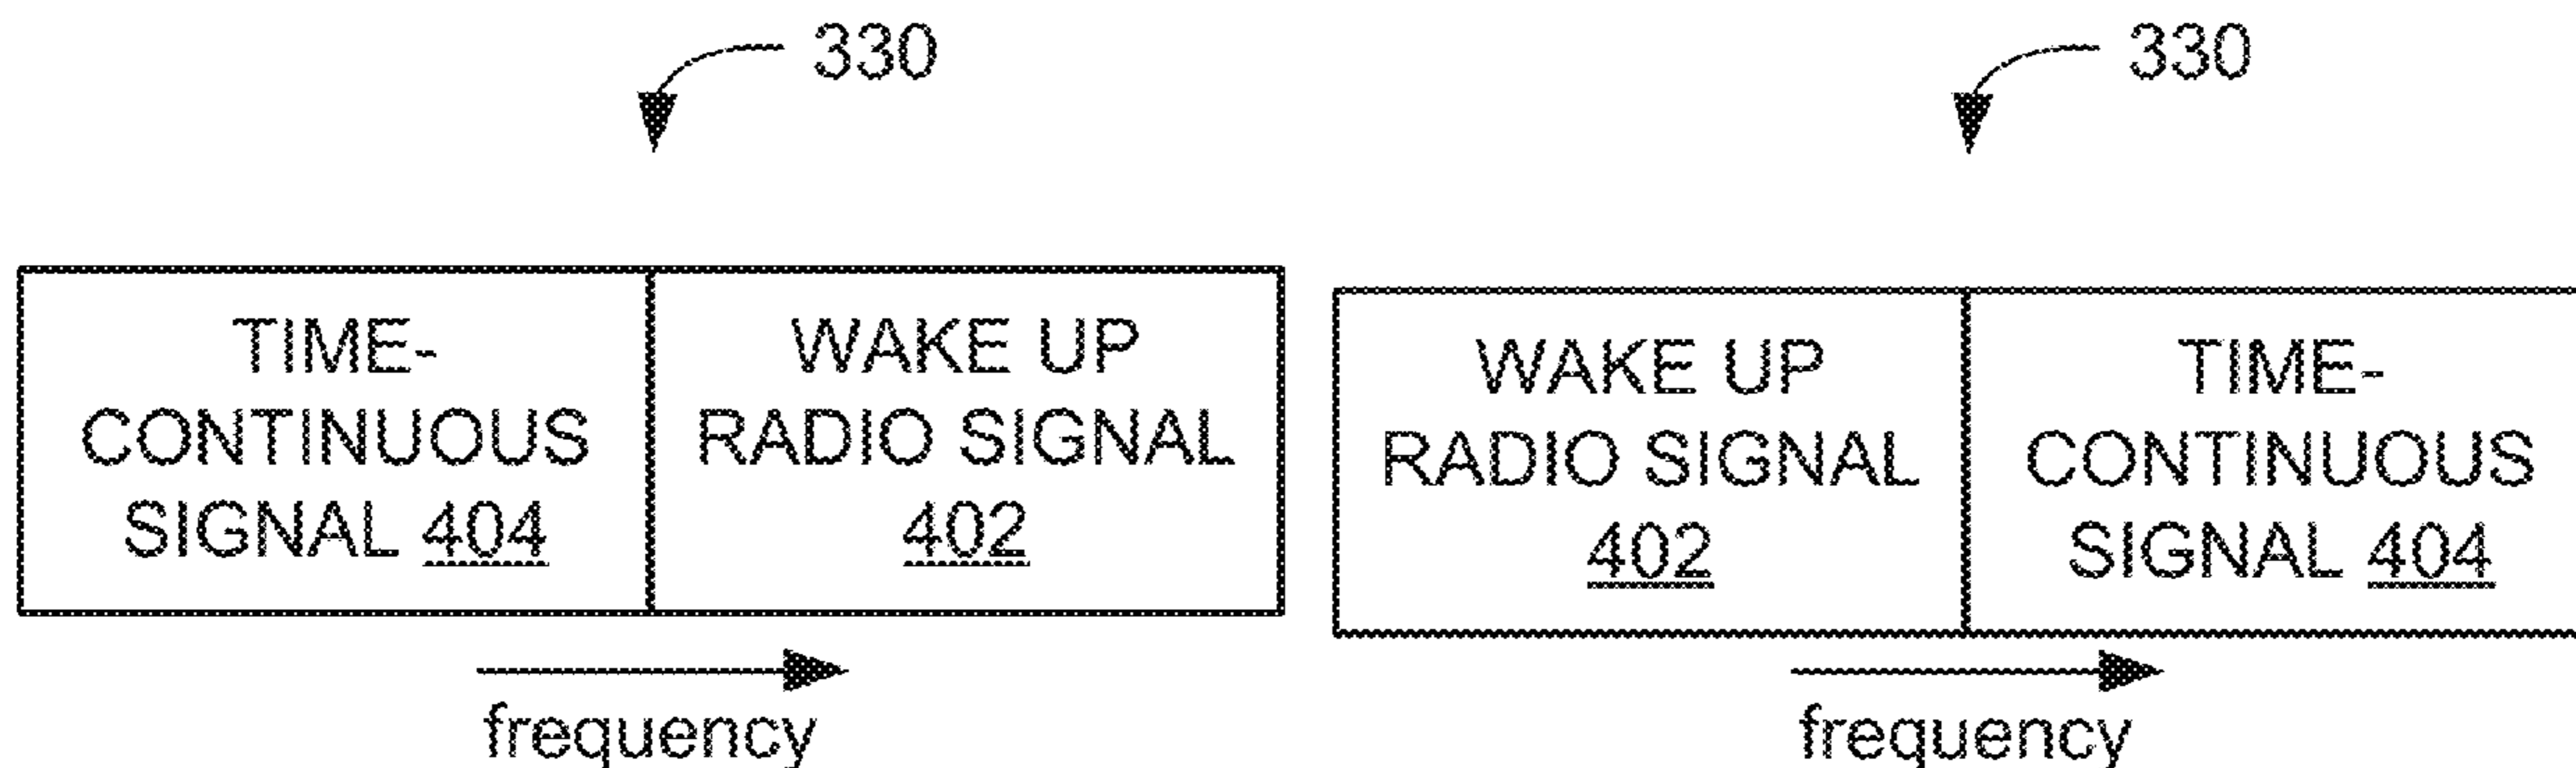 330
TIME-
CONTINUOUS
SIGNAL 404
WAKE UP
RADIO SIGNAL
402
frequency
330
WAKE UP
RADIO SIGNAL
402
TIME-
CONTINUOUS
SIGNAL 404
frequency